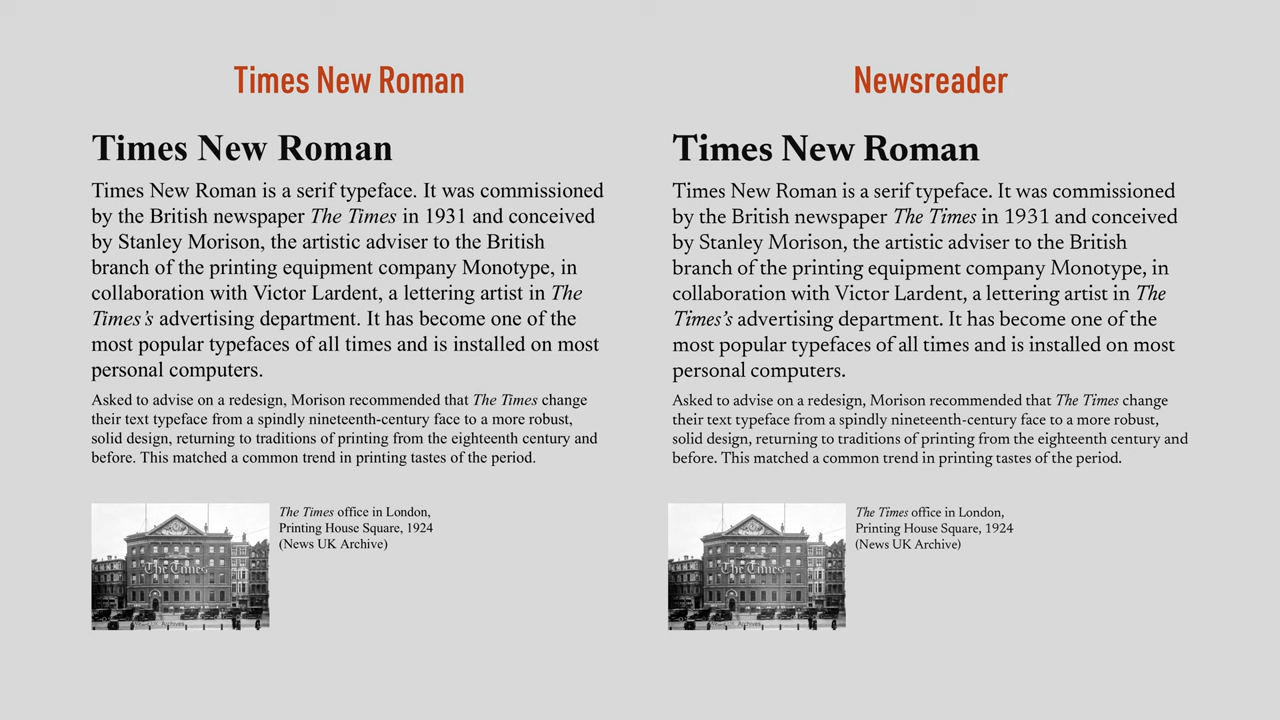 Times New Roman
Times New Roman
Times New Roman is a serif typeface. It was commissioned
by the British newspaper The Times in 1931 and conceived
by Stanley Morison, the artistic adviser to the British
branch of the printing equipment company Monotype, in
collaboration with Victor Lardent, a lettering artist in The
Times’s advertising department. It has become one of the
most popular typefaces of all times and is installed on most
personal computers.
Asked to advise on a redesign, Morison recommended that The Times change
their text typeface from a spindly nineteenth-century face to a more robust,
solid design, returning to traditions of printing from the eighteenth century and
before. This matched a common trend in printing tastes of the period.
The Times
The Times office in London,
Printing House Square, 1924
(News UK Archive)
Newsreader
Times New Roman
Times New Roman is a serif typeface. It was commissioned
by the British newspaper The Times in 1931 and conceived
by Stanley Morison, the artistic adviser to the British
branch of the printing equipment company Monotype, in
collaboration with Victor Lardent, a lettering artist in The
Times’s advertising department. It has become one of the
most popular typefaces of all times and is installed on most
personal computers.
Asked to advise on a redesign, Morison recommended that The Times change
their text typeface from a spindly nineteenth-century face to a more robust,
solid design, returning to traditions of printing from the eighteenth century and
before. This matched a common trend in printing tastes of the period.
The Times
The Times office in London,
Printing House Square, 1924
(News UK Archive)